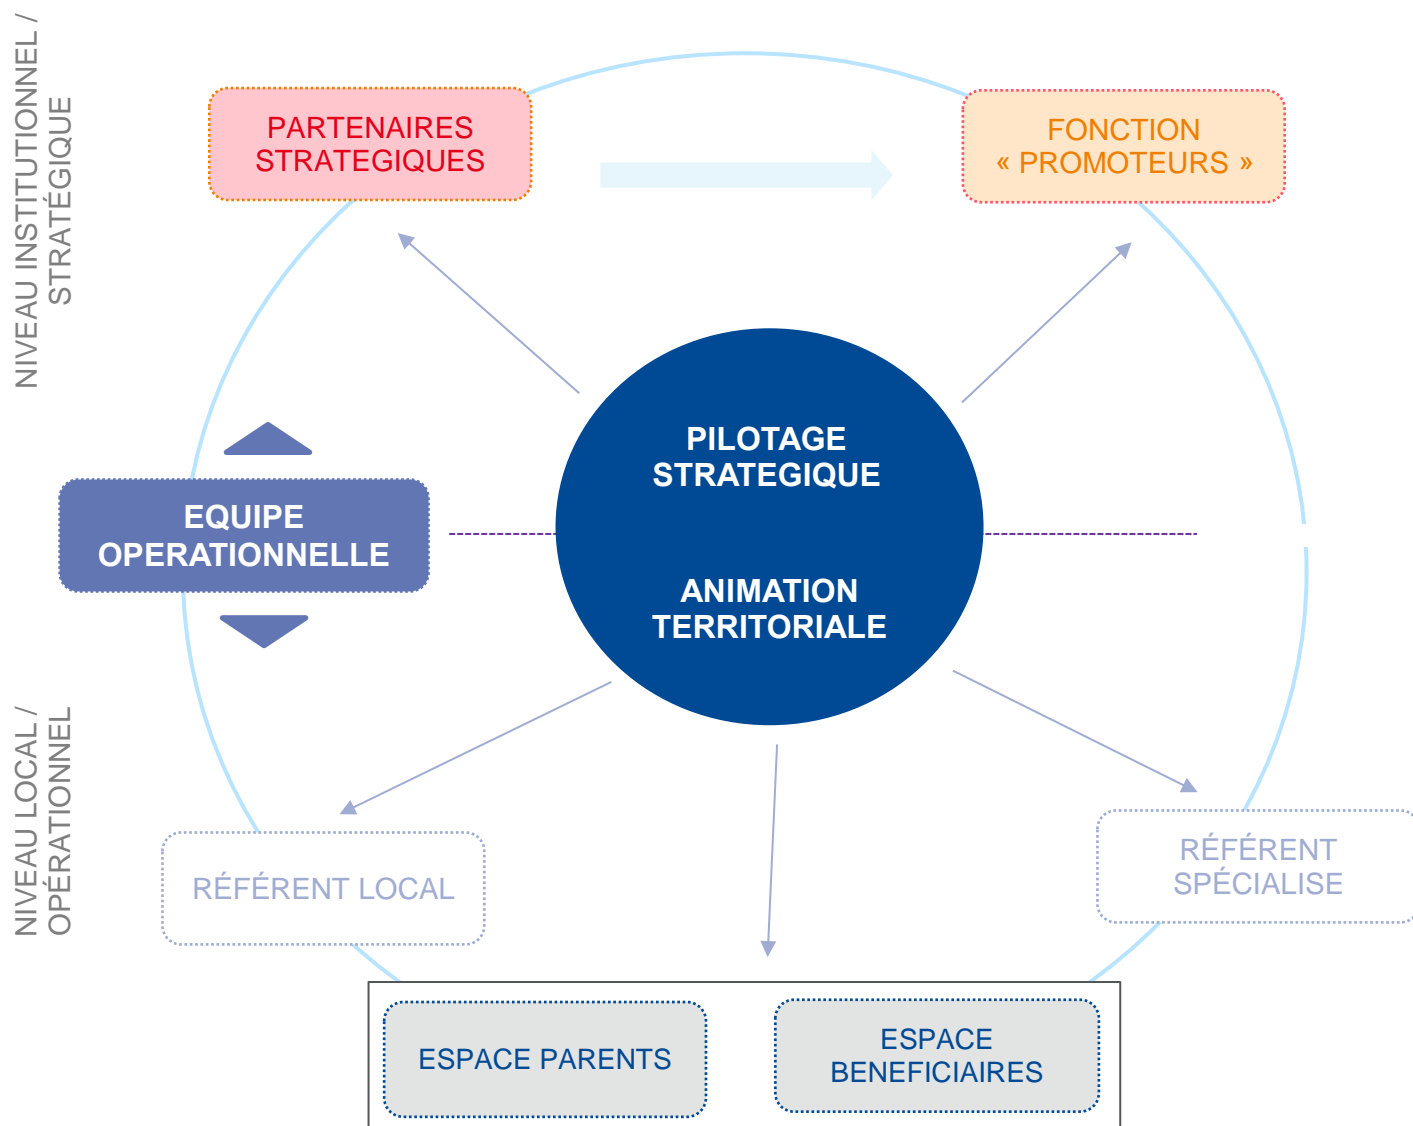 NIVEAU INSTITUTIONNEL /
STRATÉGIQUE
PARTENAIRES
STRATEGIQUES
FONCTION
« PROMOTEURS »
PILOTAGE
STRATEGIQUE
EQUIPE
OPERATIONNELLE
ANIMATION
TERRITORIALE
NIVEAU LOCAL /
OPÉRATIONNEL
RÉFÉRENT LOCAL
RÉFÉRENT
SPÉCIALISE
ESPACE PARENTS
ESPACE
BENEFICIAIRES